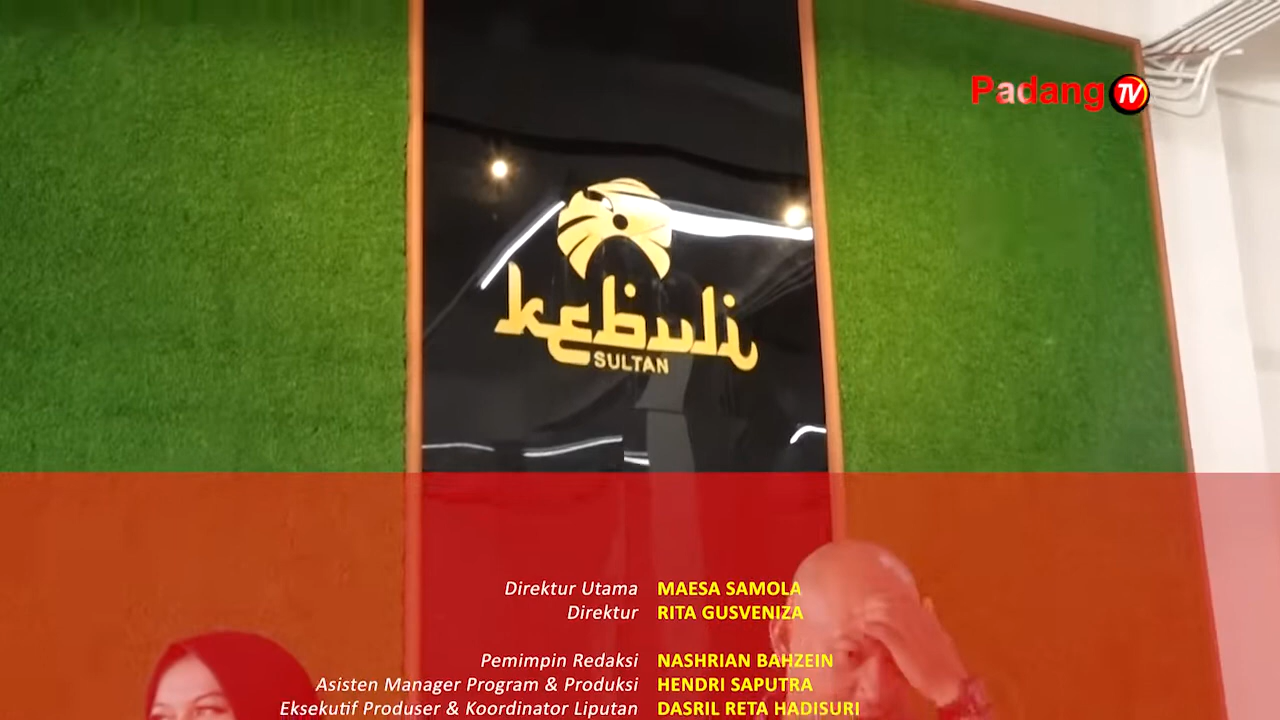 Padang TV
kebuli
SULTAN
Direktur Utama MAESA SAMOLA
Direktur RITA GUSVENIZA
Pemimpin Redaksi NASHRIAN BAHZEIN
Asisten Manager Program & Produksi HENDRI SAPUTRA
Eksekutif Produser & Koordinator Liputan DASRIL RETA HADISURI